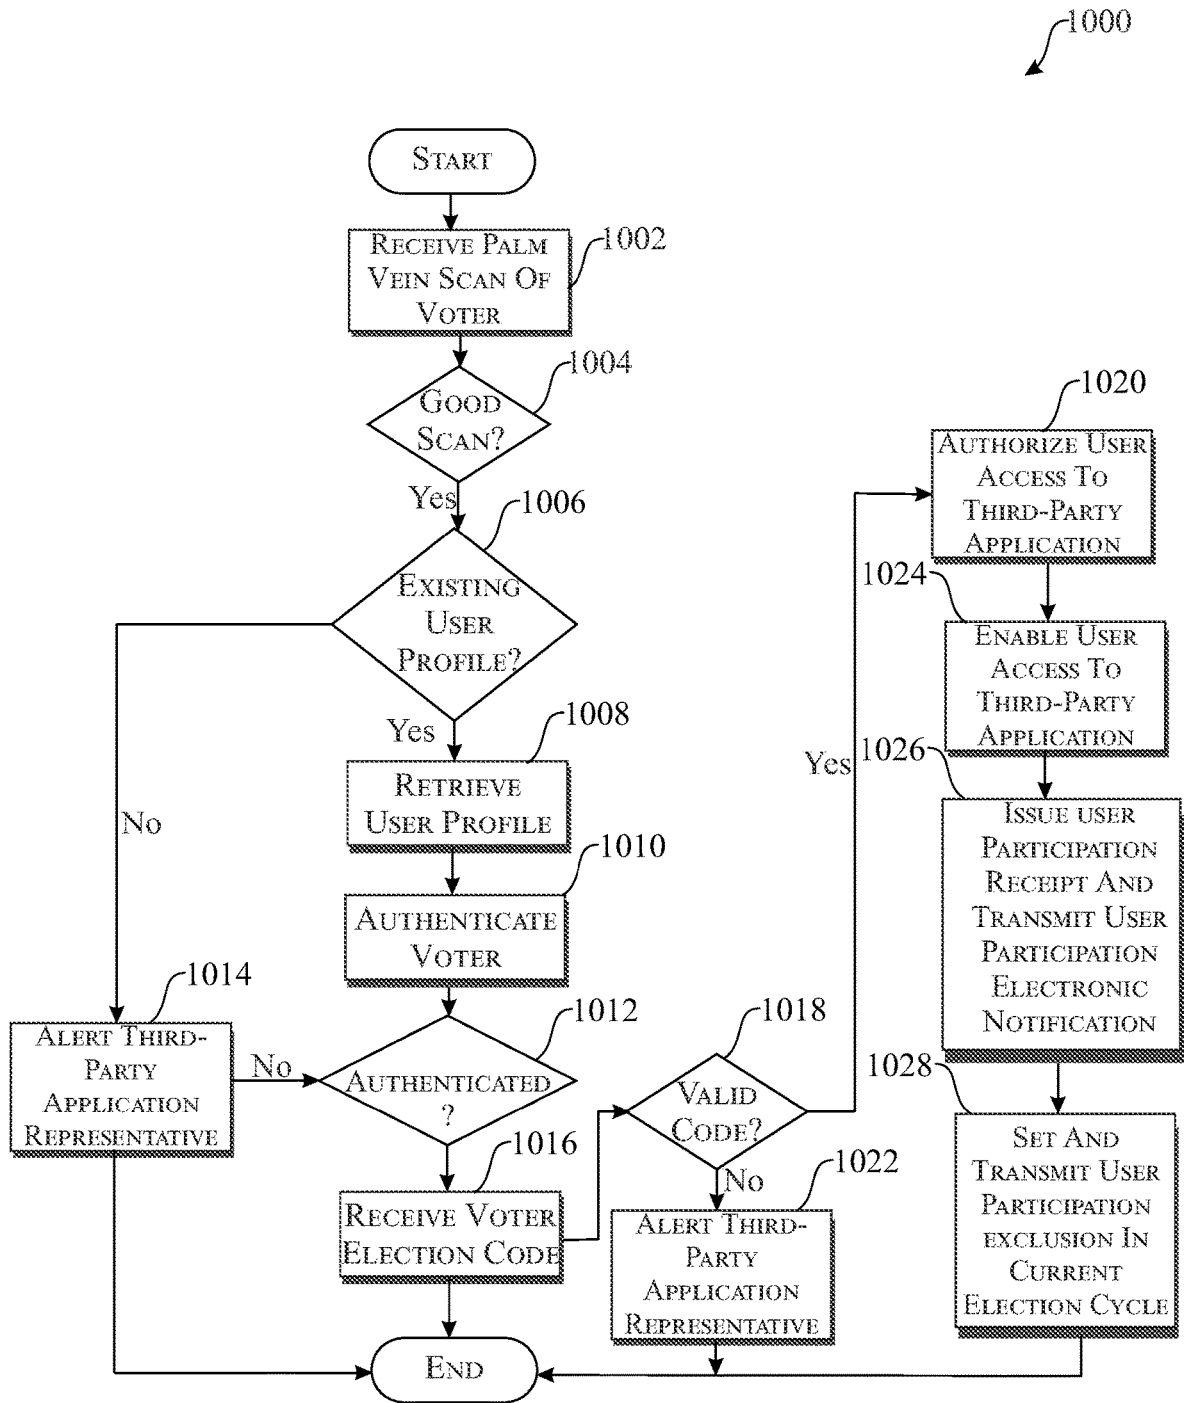 1000
START
RECEIVE PALM
VEIN SCAN OF
VOTER
1002
GOOD
SCAN?
1004
Yes
EXISTING
USER
PROFILE?
1006
No
Yes
RETRIEVE
USER PROFILE
1008
AUTHENTICATE
VOTER
1010
AUTHENTICATED
?
1012
ALERT THIRD-
PARTY
APPLICATION
REPRESENTATIVE
1014
No
RECEIVE VOTER
ELECTION CODE
1016
VALID
CODE?
1018
Yes
No
ALERT THIRD-
PARTY
APPLICATION
REPRESENTATIVE
1022
AUTHORIZE USER
ACCESS TO
THIRD-PARTY
APPLICATION
1020
ENABLE USER
ACCESS TO
THIRD-PARTY
APPLICATION
1024
ISSUE USER
PARTICIPATION
RECEIPT AND
TRANSMIT USER
PARTICIPATION
ELECTRONIC
NOTIFICATION
1026
SET AND
TRANSMIT USER
PARTICIPATION
EXCLUSION IN
CURRENT
ELECTION CYCLE
1028
END